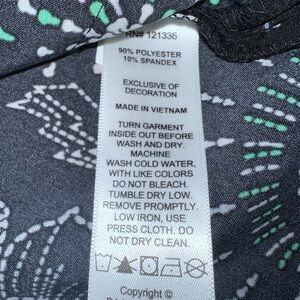 RN# 121336
90% POLYESTER
10% SPANDEX
EXCLUSIVE OF
DECORATION
MADE IN VIETNAM
TURN GARMENT
INSIDE OUT BEFORE
WASH AND DRY.
MACHINE
WASH COLD WATER,
WITH LIKE COLORS
DO NOT BLEACH.
TUMBLE DRY LOW.
REMOVE PROMPTLY.
LOW IRON, USE
PRESS CLOTH. DO
NOT DRY CLEAN.
Copyright ©